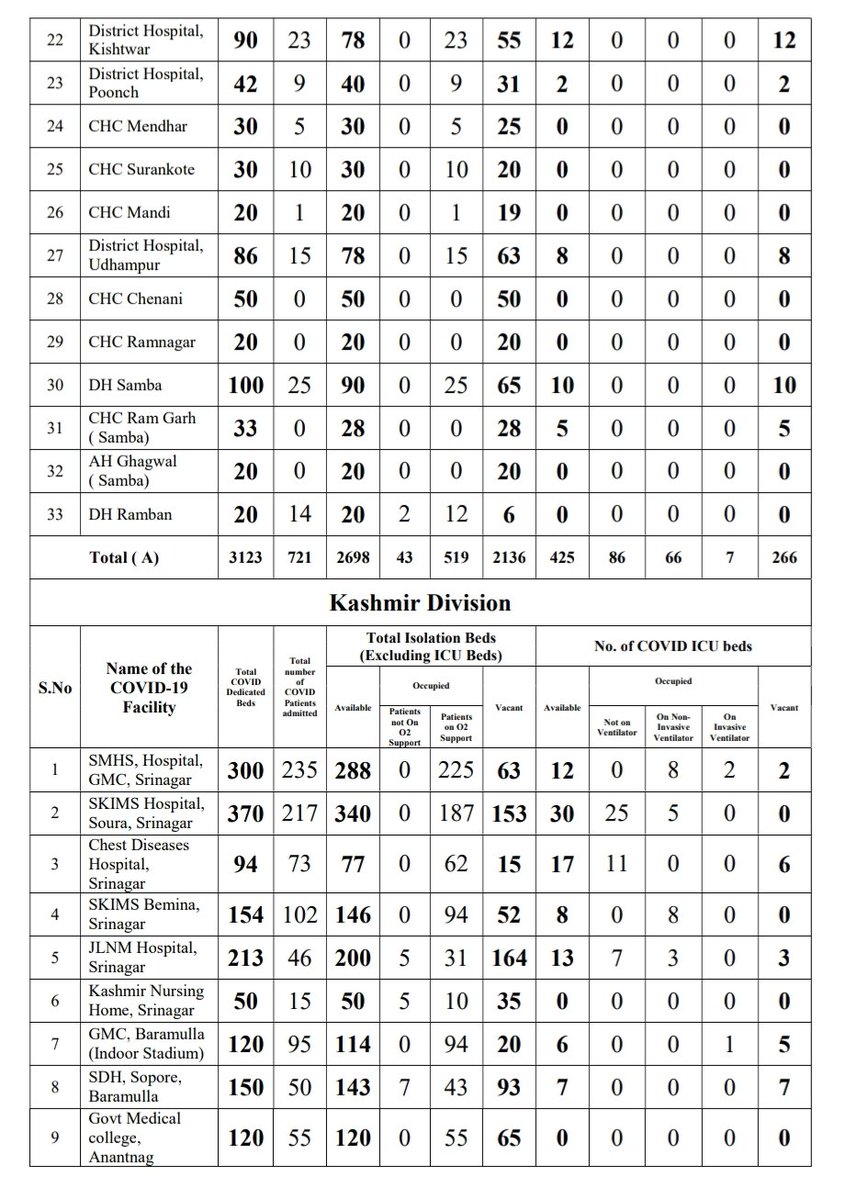 22 District Hospital, Kishtwar 90 23 78 0 23 55 12 0 0 0 12
23 District Hospital, Poonch 42 9 40 0 9 31 2 0 0 0 2
24 CHC Mendhar 30 5 30 0 5 25 0 0 0 0 0
25 CHC Surankote 30 10 30 0 10 20 0 0 0 0 0
26 CHC Mandi 20 1 20 0 1 19 0 0 0 0 0
27 District Hospital, Udhampur 86 15 78 0 15 63 8 0 0 0 8
28 CHC Chenani 50 0 50 0 0 50 0 0 0 0 0
29 CHC Ramnagar 20 0 20 0 0 20 0 0 0 0 0
30 DH Samba 100 25 90 0 25 65 10 0 0 0 10
31 CHC Ram Garh ( Samba) 33 0 28 0 0 28 5 0 0 0 5
32 AH Ghagwal ( Samba) 20 0 20 0 0 20 0 0 0 0 0
33 DH Ramban 20 14 20 2 12 6 0 0 0 0 0
Total ( A) 3123 721 2698 43 519 2136 425 86 66 7 266
Kashmir Division
S.No
Name of the COVID-19 Facility
Total COVID Dedicated Beds
Total number of COVID Patients admitted
Total Isolation Beds (Excluding ICU Beds)
Available
Occupied
Patients not On O2 Support
Patients on O2 Support
Vacant
No. of COVID ICU beds
Available
Occupied
Not on Ventilator
On Non-Invasive Ventilator
On Invasive Ventilator
Vacant
1 SMHS, Hospital, GMC, Srinagar 300 235 288 0 225 63 12 0 8 2 2
2 SKIMS Hospital, Soura, Srinagar 370 217 340 0 187 153 30 25 5 0 0
3 Chest Diseases Hospital, Srinagar 94 73 77 0 62 15 17 11 0 0 6
4 SKIMS Bemina, Srinagar 154 102 146 0 94 52 8 0 8 0 0
5 JLNM Hospital, Srinagar 213 46 200 5 31 164 13 7 3 0 3
6 Kashmir Nursing Home, Srinagar 50 15 50 5 10 35 0 0 0 0 0
7 GMC, Baramulla (Indoor Stadium) 120 95 114 0 94 20 6 0 0 1 5
8 SDH, Sopore, Baramulla 150 50 143 7 43 93 7 0 0 0 7
9 Govt Medical college, Anantnag 120 55 120 0 55 65 0 0 0 0 0